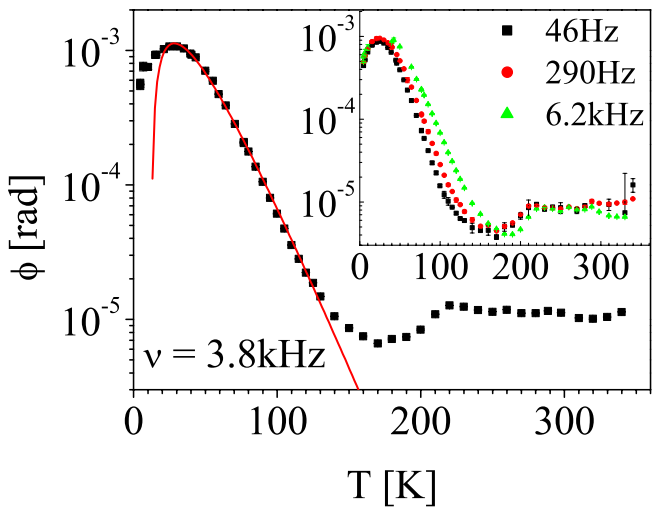 10⁻³
10⁻⁴
10⁻⁵
ϕ [rad]
0 100 200 300
T [K]
ν = 3.8kHz
10⁻³
10⁻⁴
10⁻⁵
0 100 200 300
46Hz
290Hz
6.2kHz